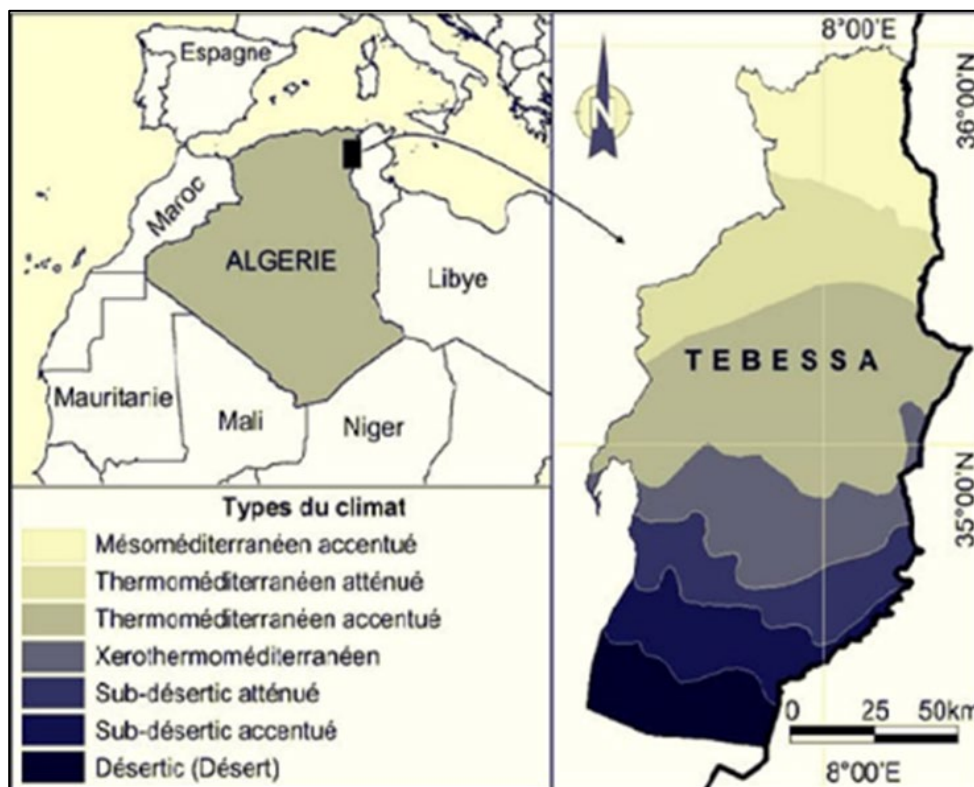 Espagne
Maroc
ALGERIE
Libye
Mauritanie
Mali
Niger
Types du climat
Mésoméditerranéen accentué
Thermoméditerranéen atténué
Thermoméditerranéen accentué
Xerothermoméditerranéen
Sub-désertic atténué
Sub-désertic accentué
Désertic (Désert)
8°00'E
N
36°00'N
TEBESSA
35°00'N
0 25 50km
8°00'E